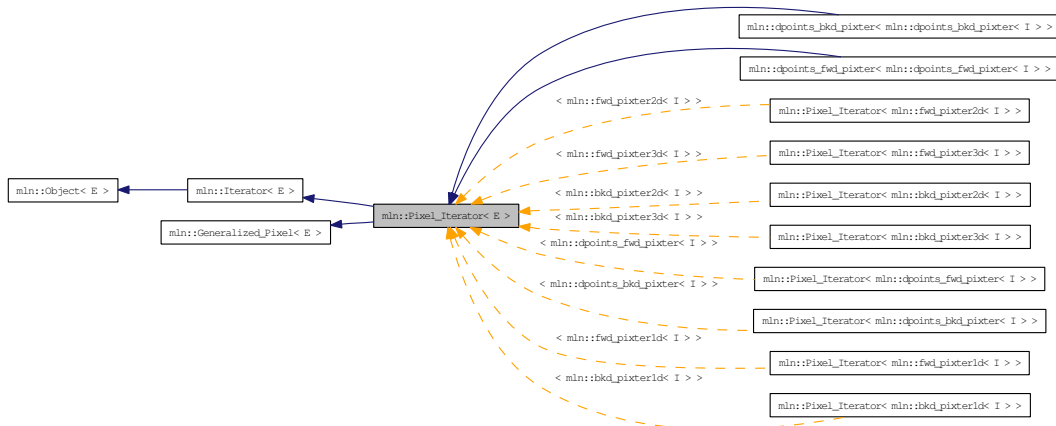 mln::dpoints_bkd_pixter< mln::dpoints_bkd_pixter< I > >
mln::dpoints_fwd_pixter< mln::dpoints_fwd_pixter< I > >
< mln::fwd_pixter2d< I > >
mln::Pixel_Iterator< mln::fwd_pixter2d< I > >
< mln::fwd_pixter3d< I > >
mln::Pixel_Iterator< mln::fwd_pixter3d< I > >
mln::Object< E >
mln::Iterator< E >
< mln::bkd_pixter2d< I > >
mln::Pixel_Iterator< mln::bkd_pixter2d< I > >
mln::Pixel_Iterator< E >
< mln::bkd_pixter3d< I > >
mln::Generalized_Pixel< E >
mln::Pixel_Iterator< mln::bkd_pixter3d< I > >
< mln::dpoints_fwd_pixter< I > >
mln::Pixel_Iterator< mln::dpoints_fwd_pixter< I > >
< mln::dpoints_bkd_pixter< I > >
mln::Pixel_Iterator< mln::dpoints_bkd_pixter< I > >
< mln::fwd_pixter1d< I > >
mln::Pixel_Iterator< mln::fwd_pixter1d< I > >
< mln::bkd_pixter1d< I > >
mln::Pixel_Iterator< mln::bkd_pixter1d< I > >